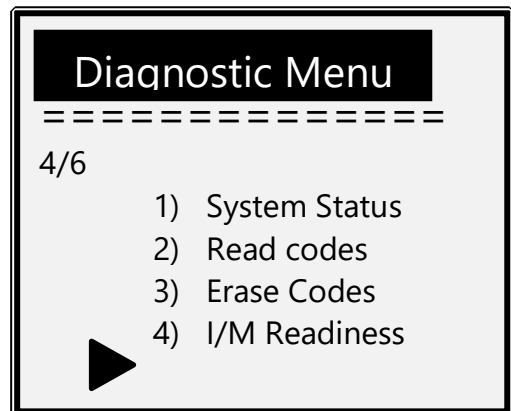 Diagnostic Menu
==============
4/6
1) System Status
2) Read codes
3) Erase Codes
4) I/M Readiness